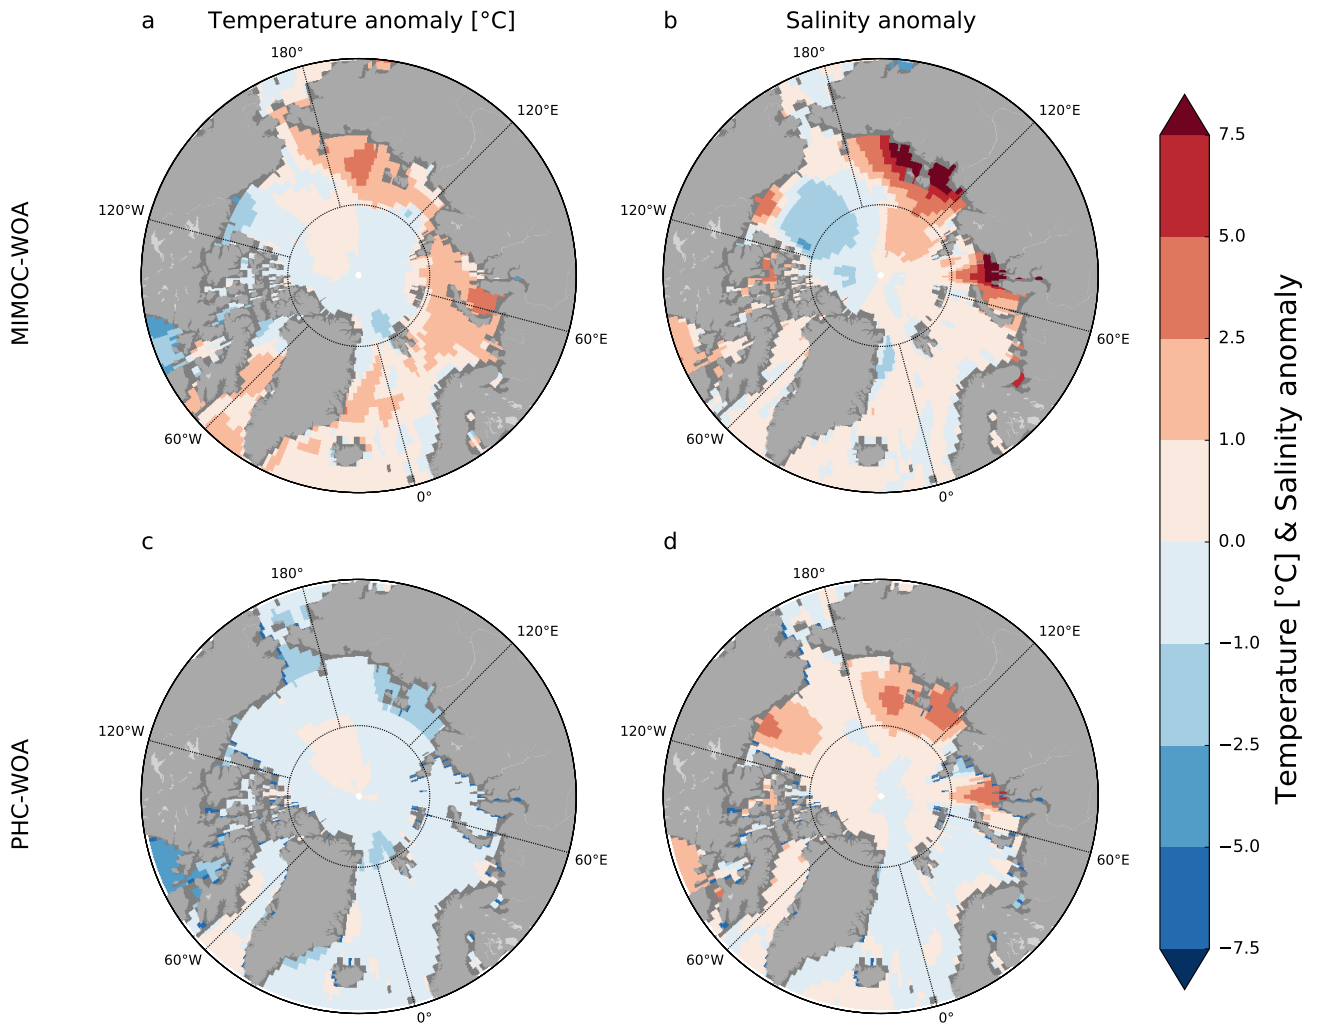 a Temperature anomaly [°C]
b Salinity anomaly
180°
120°E
60°E
0°
60°W
120°W
180°
120°E
60°E
0°
60°W
120°W
MIMOC-WOA
c
d
180°
120°E
60°E
0°
60°W
120°W
180°
120°E
60°E
0°
60°W
120°W
PHC-WOA
7.5
5.0
2.5
1.0
0.0
−1.0
−2.5
−5.0
−7.5
Temperature [°C] & Salinity anomaly